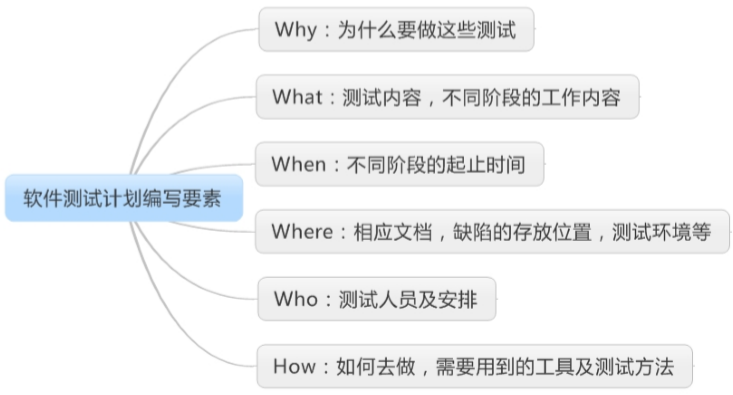 Why：为什么要做这些测试
What：测试内容，不同阶段的工作内容
When：不同阶段的起止时间
软件测试计划编写要素
Where：相应文档，缺陷的存放位置，测试环境等
Who：测试人员及安排
How：如何去做，需要用到的工具及测试方法